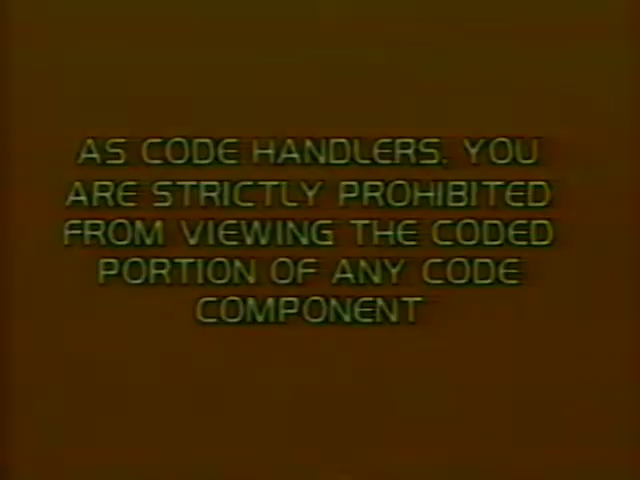 AS CODE HANDLERS, YOU
ARE STRICTLY PROHIBITED
FROM VIEWING THE CODED
PORTION OF ANY CODE
COMPONENT